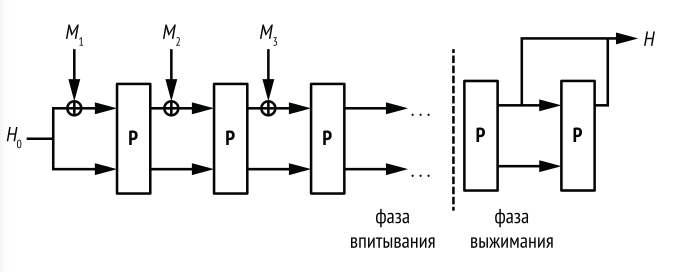 M1 M2 M3 H
H0
P P P P P
. . . . . .
фаза фаза
впитывания выжимания